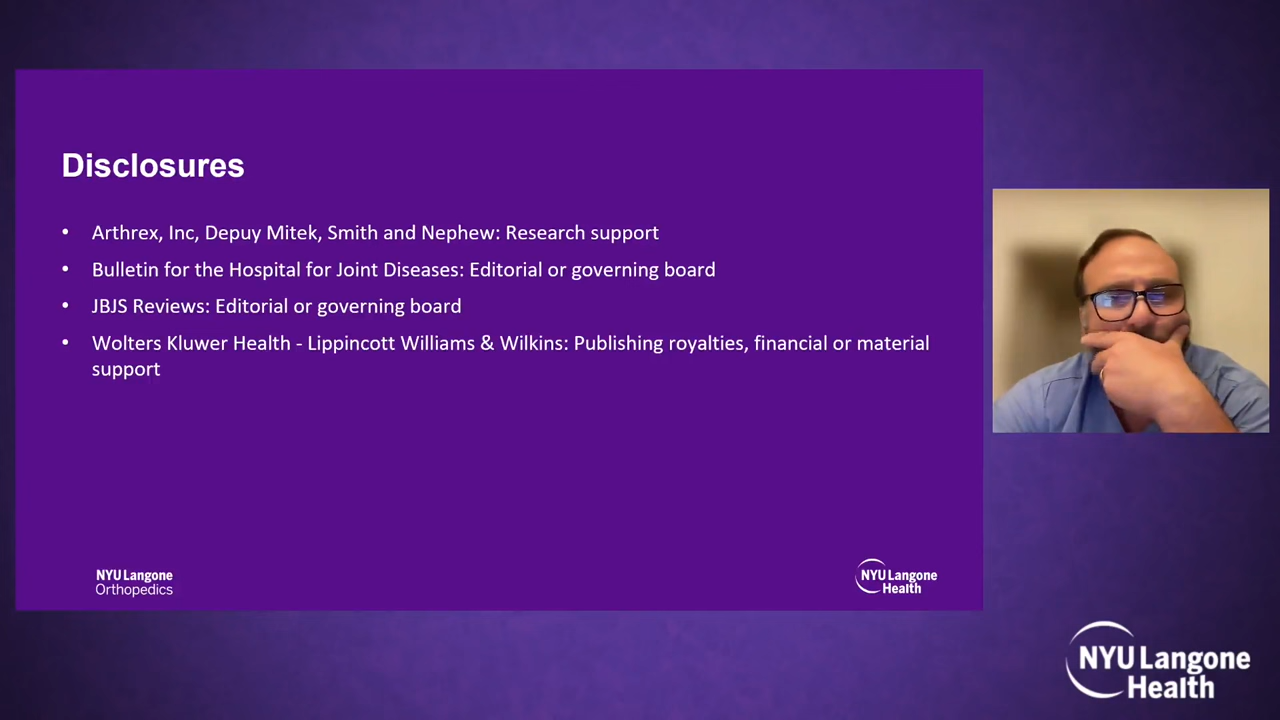 Disclosures
• Arthrex, Inc, Depuy Mitek, Smith and Nephew: Research support
• Bulletin for the Hospital for Joint Diseases: Editorial or governing board
• JBJS Reviews: Editorial or governing board
• Wolters Kluwer Health - Lippincott Williams & Wilkins: Publishing royalties, financial or material
support
NYU Langone
Orthopedics
NYU Langone
Health
NYU Langone
Health